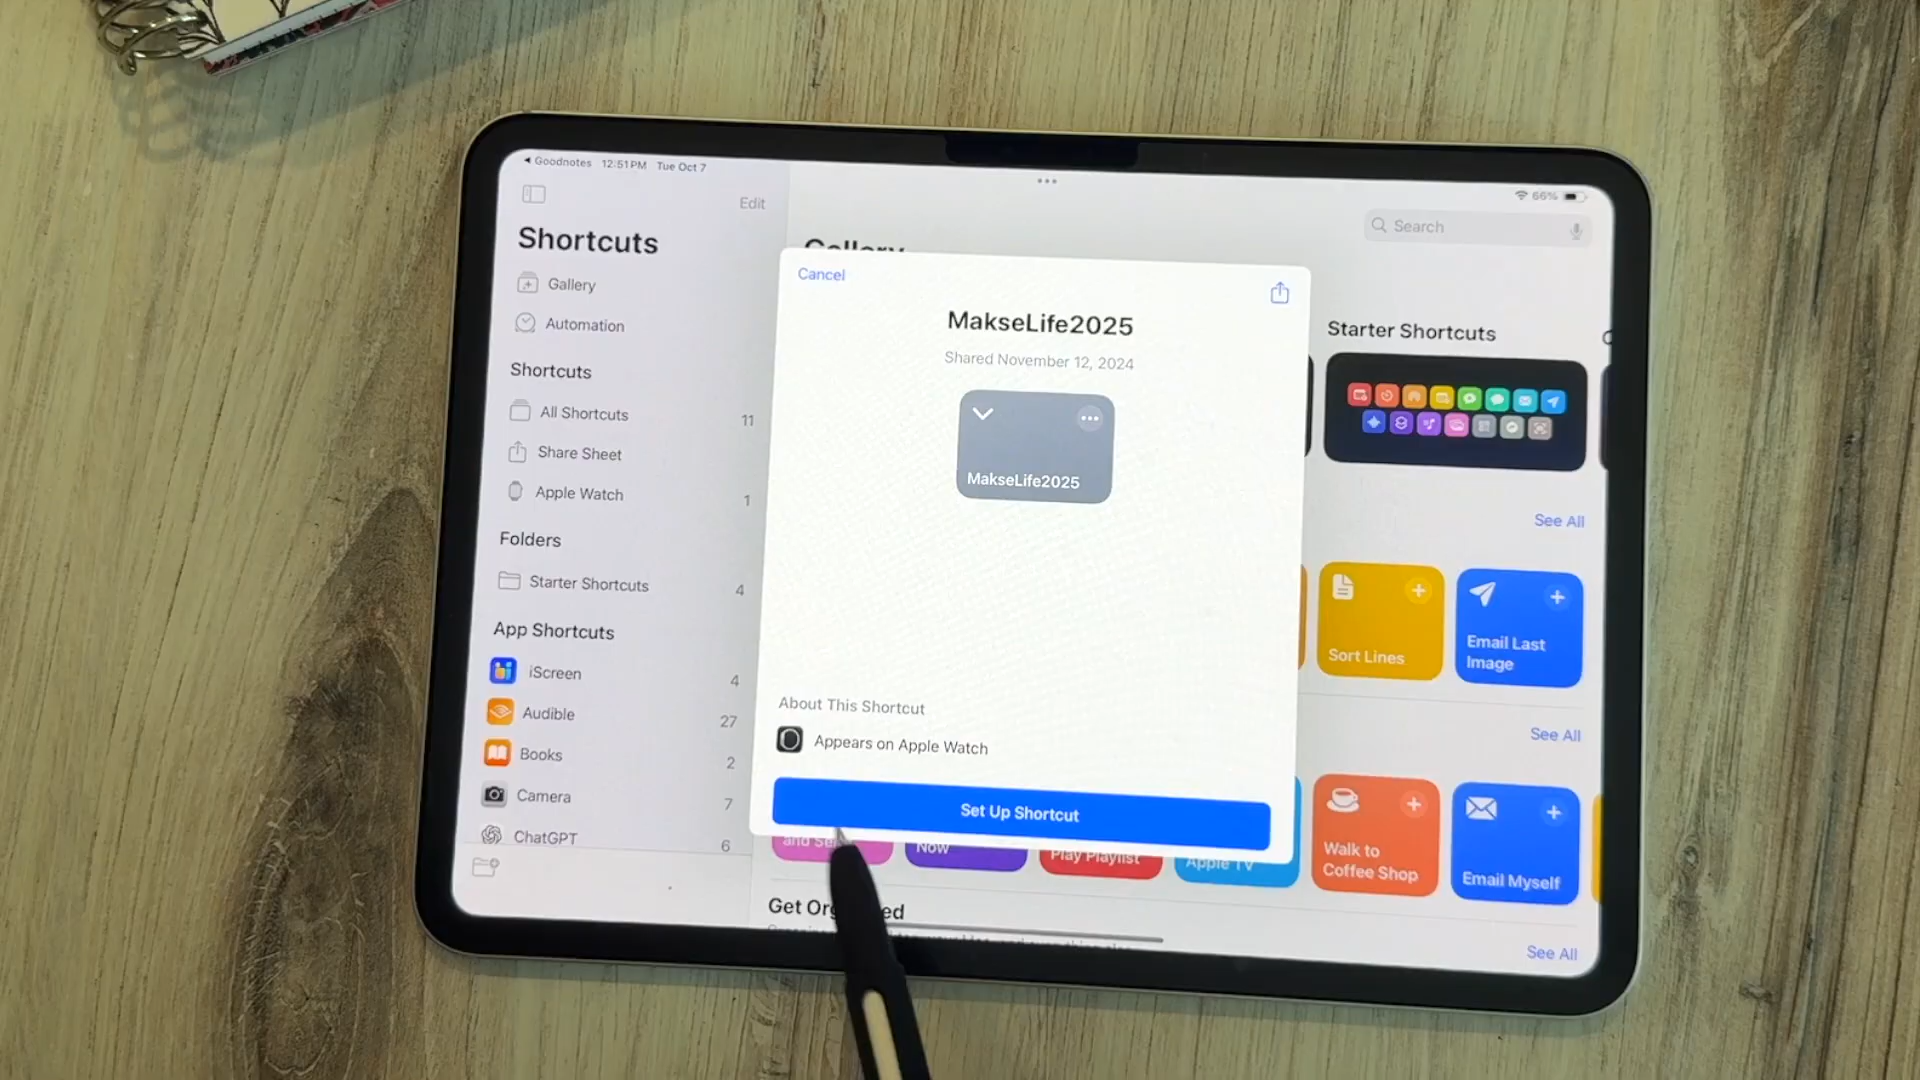 Goodnotes 12:51 PM Tue Oct 7
66%
Edit
Search
Shortcuts
Gallery
Automation
Shortcuts
All Shortcuts 11
Share Sheet
Apple Watch 1
Folders
Starter Shortcuts 4
App Shortcuts
iScreen 4
Audible 27
Books 2
Camera 7
ChatGPT 6
Gallery
Cancel
MakseLife2025
Shared November 12, 2024
MakseLife2025
About This Shortcut
Appears on Apple Watch
Set Up Shortcut
Starter Shortcuts
See All
Sort Lines
Email Last
Image
See All
Now
Play Playlist
Apple TV
Walk to
Coffee Shop
Email Myself
Get
See All